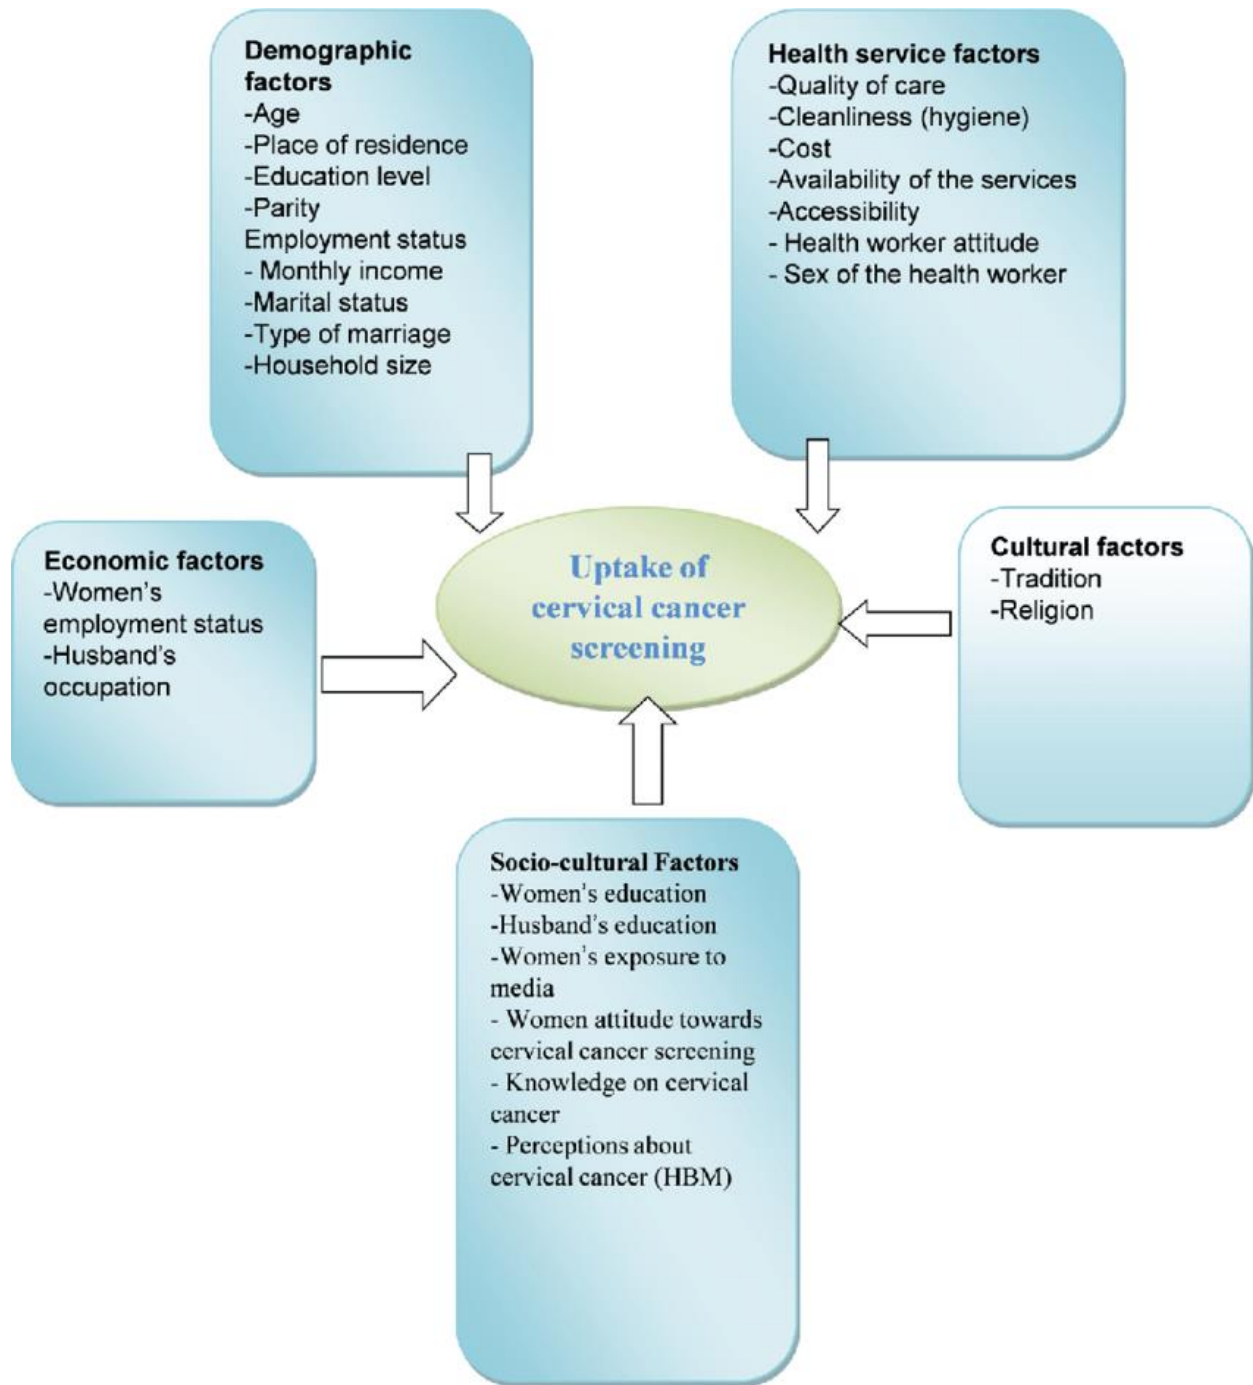 Demographic
factors
-Age
-Place of residence
-Education level
-Parity
Employment status
- Monthly income
-Marital status
-Type of marriage
-Household size
Health service factors
-Quality of care
-Cleanliness (hygiene)
-Cost
-Availability of the services
-Accessibility
- Health worker attitude
- Sex of the health worker
Economic factors
-Women's
employment status
-Husband's
occupation
Uptake of
cervical cancer
screening
Cultural factors
-Tradition
-Religion
Socio-cultural Factors
-Women's education
-Husband's education
-Women's exposure to
media
- Women attitude towards
cervical cancer screening
- Knowledge on cervical
cancer
- Perceptions about
cervical cancer (HBM)